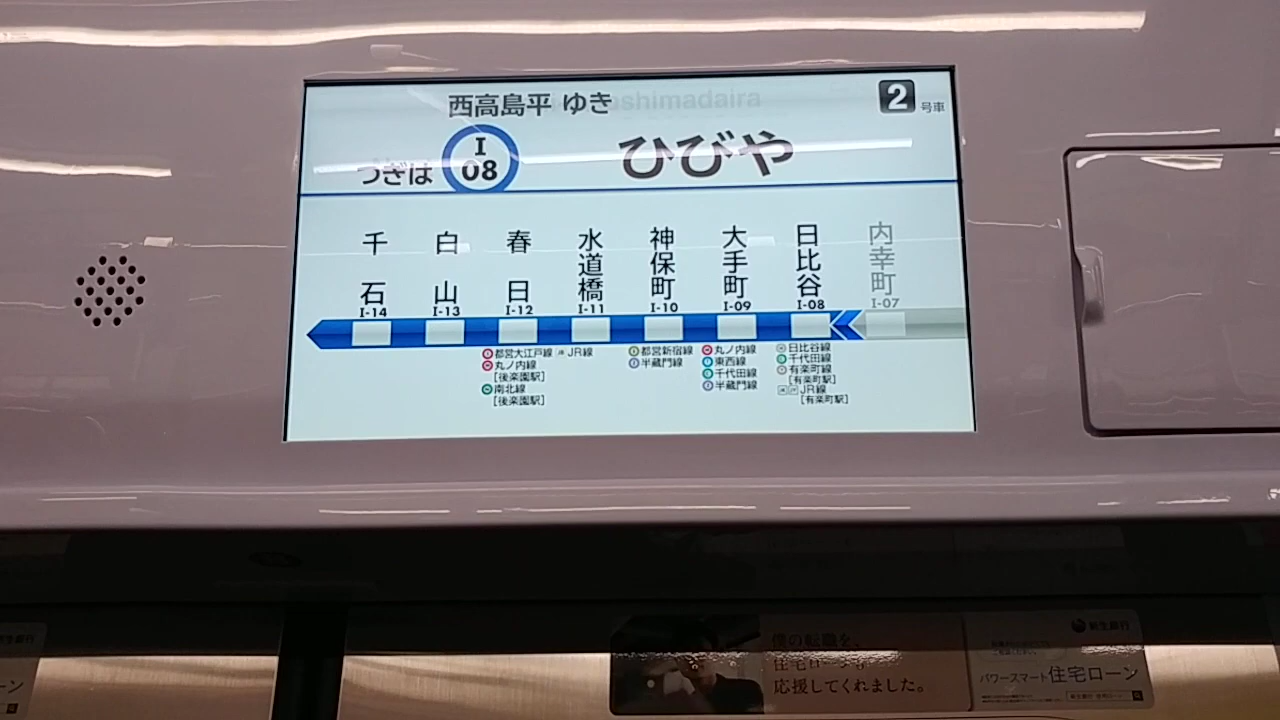 西高島平 ゆき
2 号車
つぎは
I
08
ひびや
千石
白山
春日
水道橋
神保町
大手町
日比谷
内幸町
I-14 I-13 I-12 I-11 I-10 I-09 I-08 I-07
都営大江戸線
丸ノ内線
[後楽園駅]
南北線
[後楽園駅]
JR線
都営新宿線
半蔵門線
丸ノ内線
東西線
千代田線
半蔵門線
日比谷線
千代田線
有楽町線
[有楽町駅]
JR線
[有楽町駅]
僕の転職を、
応援してくれました。
新生銀行
パワースマート住宅ローン